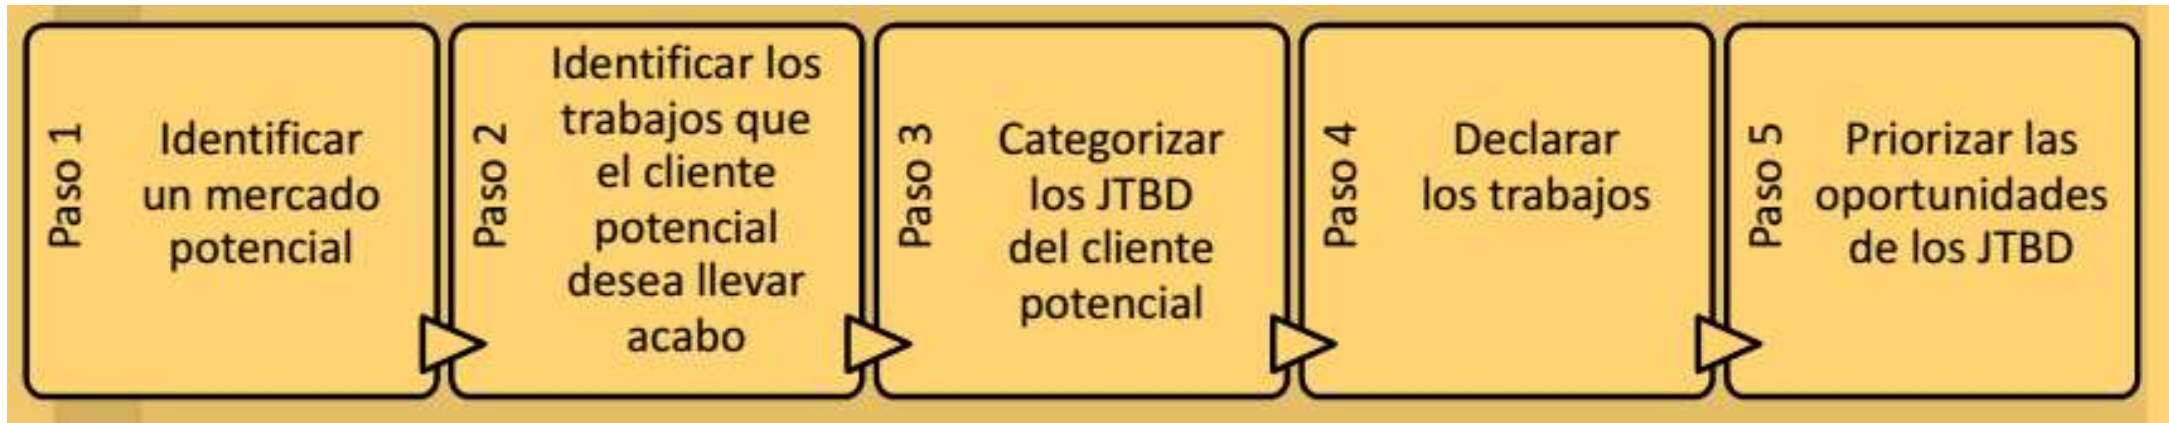 Paso 1
Identificar
un mercado
potencial
Paso 2
Identificar los
trabajos que
el cliente
potencial
desea llevar
acabo
Paso 3
Categorizar
los JTBD
del cliente
potencial
Paso 4
Declarar
los trabajos
Paso 5
Priorizar las
oportunidades
de los JTBD